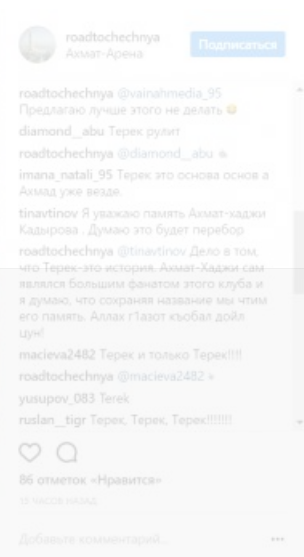 roadtochechnya
Ахмат-Арена
Подписаться
roadtochechnya @vainahmedia_95
Предлагаю лучше этого не делать 😄
diamond__abu Терек рулит
roadtochechnya @diamond__abu
imana_natali_95 Терек это основа основ а
Ахмад уже везде.
tinavtinov Я уважаю память Ахмат-хаджи
Кадырова . Думаю это будет перебор
roadtochechnya @tinavtinov Дело в том,
что Терек-это история. Ахмат-Хаджи сам
являлся большим фанатом этого клуба и
я думаю, что сохраняя название мы чтим
его память. Аллах г1азот къобал дойл
цун!
macieva2482 Терек и только Терек!!!!
roadtochechnya @macieva2482
yusupov_083 Terek
ruslan__tigr Терек, Терек, Терек!!!!!!!
86 отметок «Нравится»
ЧАСОВ НАЗАД
Добавьте комментарий...